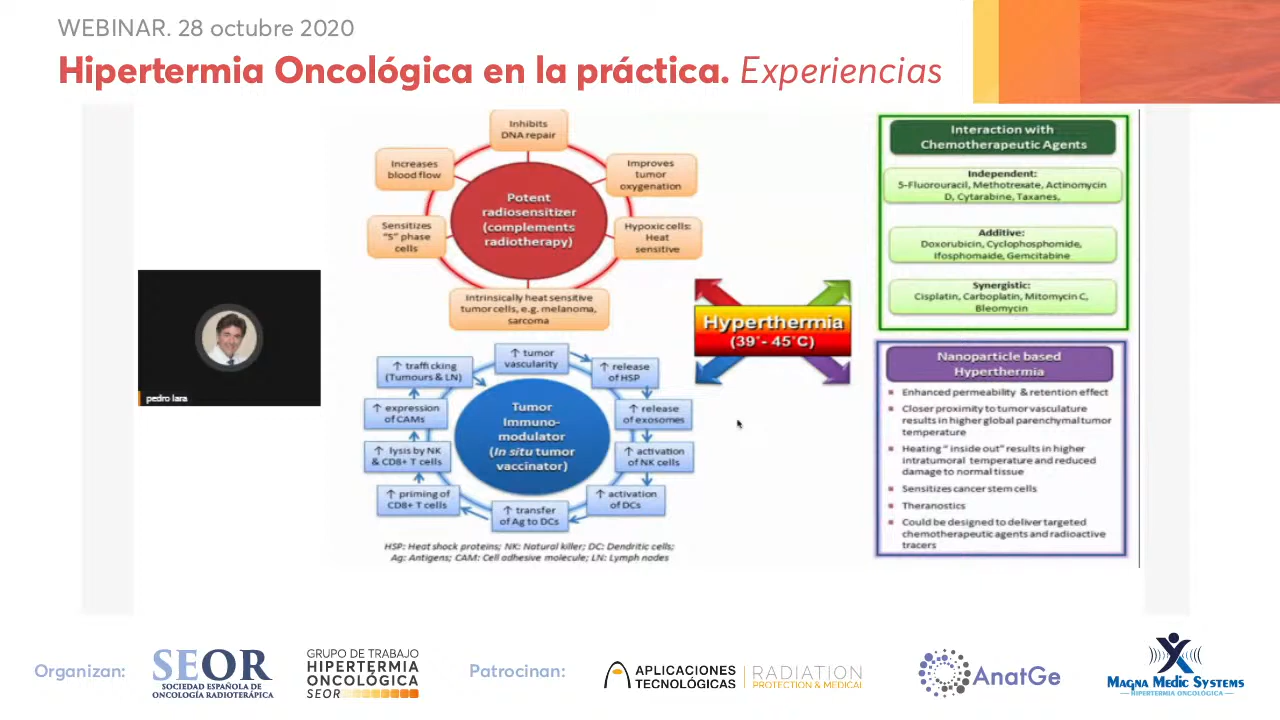 WEBINAR. 28 octubre 2020
Hipertermia Oncológica en la práctica. Experiencias
pedro lara
Inhibits
DNA repair
Increases
blood flow
Improves
tumor
oxygenation
Potent
radiosensitizer
(complements
radiotherapy)
Sensitizes
"S" phase
cells
Hypoxic cells:
Heat
sensitive
Intrinsically heat sensitive
tumor cells, e.g. melanoma,
sarcoma
↑ tumor
vascularity
↑ trafficking
(Tumours & LN)
↑ release
of HSP
↑ expression
of CAMs
↑ release
of exosomes
Tumor
Immuno-
modulator
(In situ tumor
vaccinator)
↑ lysis by NK
& CD8+ T cells
↑ activation
of NK cells
↑ priming of
CD8+ T cells
↑ activation
of DCs
↑ transfer
of Ag to DCs
HSP: Heat shock proteins; NK: Natural killer; DC: Dendritic cells;
Ag: Antigens; CAM: Cell adhesive molecule; LN: Lymph nodes
Hyperthermia
(39°- 45°C)
Interaction with
Chemotherapeutic Agents
Independent:
5-Fluorouracil, Methotrexate, Actinomycin
D, Cytarabine, Taxanes,
Additive:
Doxorubicin, Cyclophosphomide,
Ifosphomaide, Gemcitabine
Synergistic:
Cisplatin, Carboplatin, Mitomycin C,
Bleomycin
Nanoparticle based
Hyperthermia
Enhanced permeability & retention effect
Closer proximity to tumor vasculature
results in higher global parenchymal tumor
temperature
Heating " inside out" results in higher
intratumoral temperature and reduced
damage to normal tissue
Sensitizes cancer stem cells
Theranostics
Could be designed to deliver targeted
chemotherapeutic agents and radioactive
tracers
Organizan:
SEOR
SOCIEDAD ESPAÑOLA DE
ONCOLOGÍA RADIOTERÁPICA
GRUPO DE TRABAJO
HIPERTERMIA
ONCOLÓGICA
SEOR
Patrocinan:
APLICACIONES
TECNOLÓGICAS
RADIATION
PROTECTION & MEDICAL
AnatGe
MAGNA MEDIC SYSTEMS
HIPERTERMIA ONCOLÓGICA